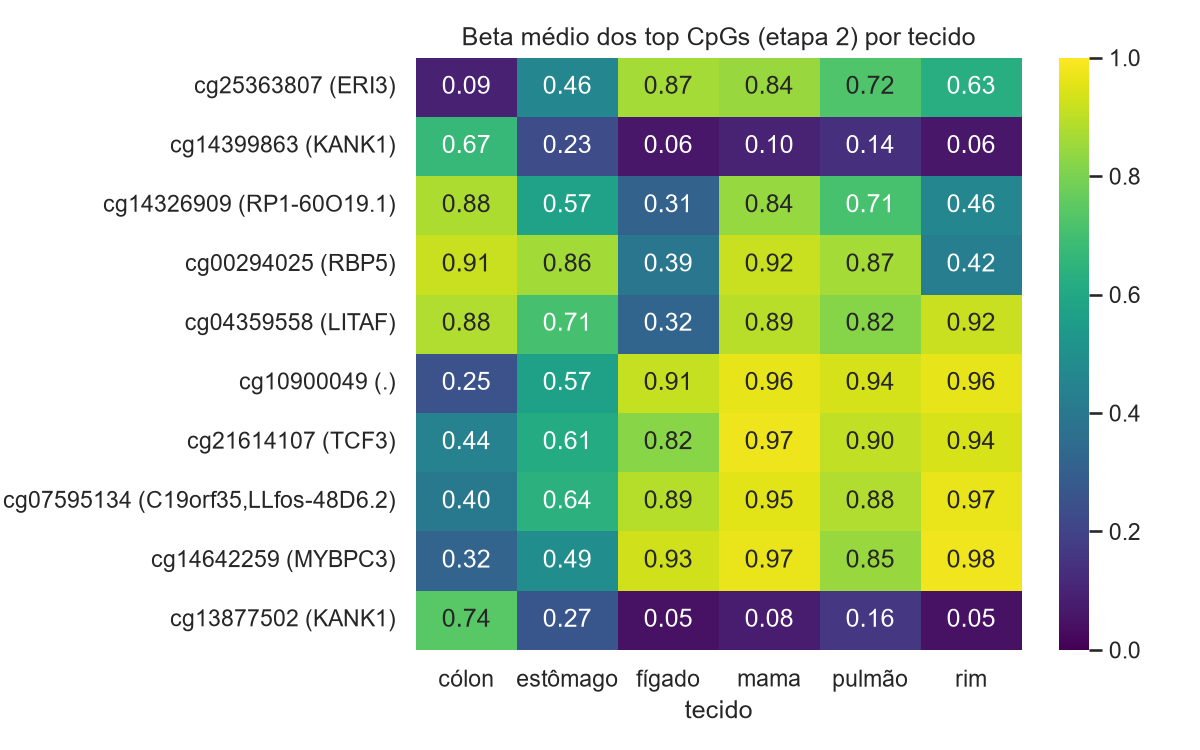 Beta médio dos top CpGs (etapa 2) por tecido
cg25363807 (ERI3) 0.09 0.46 0.87 0.84 0.72 0.63
cg14399863 (KANK1) 0.67 0.23 0.06 0.10 0.14 0.06
cg14326909 (RP1-60O19.1) 0.88 0.57 0.31 0.84 0.71 0.46
cg00294025 (RBP5) 0.91 0.86 0.39 0.92 0.87 0.42
cg04359558 (LITAF) 0.88 0.71 0.32 0.89 0.82 0.92
cg10900049 (.) 0.25 0.57 0.91 0.96 0.94 0.96
cg21614107 (TCF3) 0.44 0.61 0.82 0.97 0.90 0.94
cg07595134 (C19orf35,LLfos-48D6.2) 0.40 0.64 0.89 0.95 0.88 0.97
cg14642259 (MYBPC3) 0.32 0.49 0.93 0.97 0.85 0.98
cg13877502 (KANK1) 0.74 0.27 0.05 0.08 0.16 0.05
cólon estômago fígado mama pulmão rim
tecido
1.0
0.8
0.6
0.4
0.2
0.0